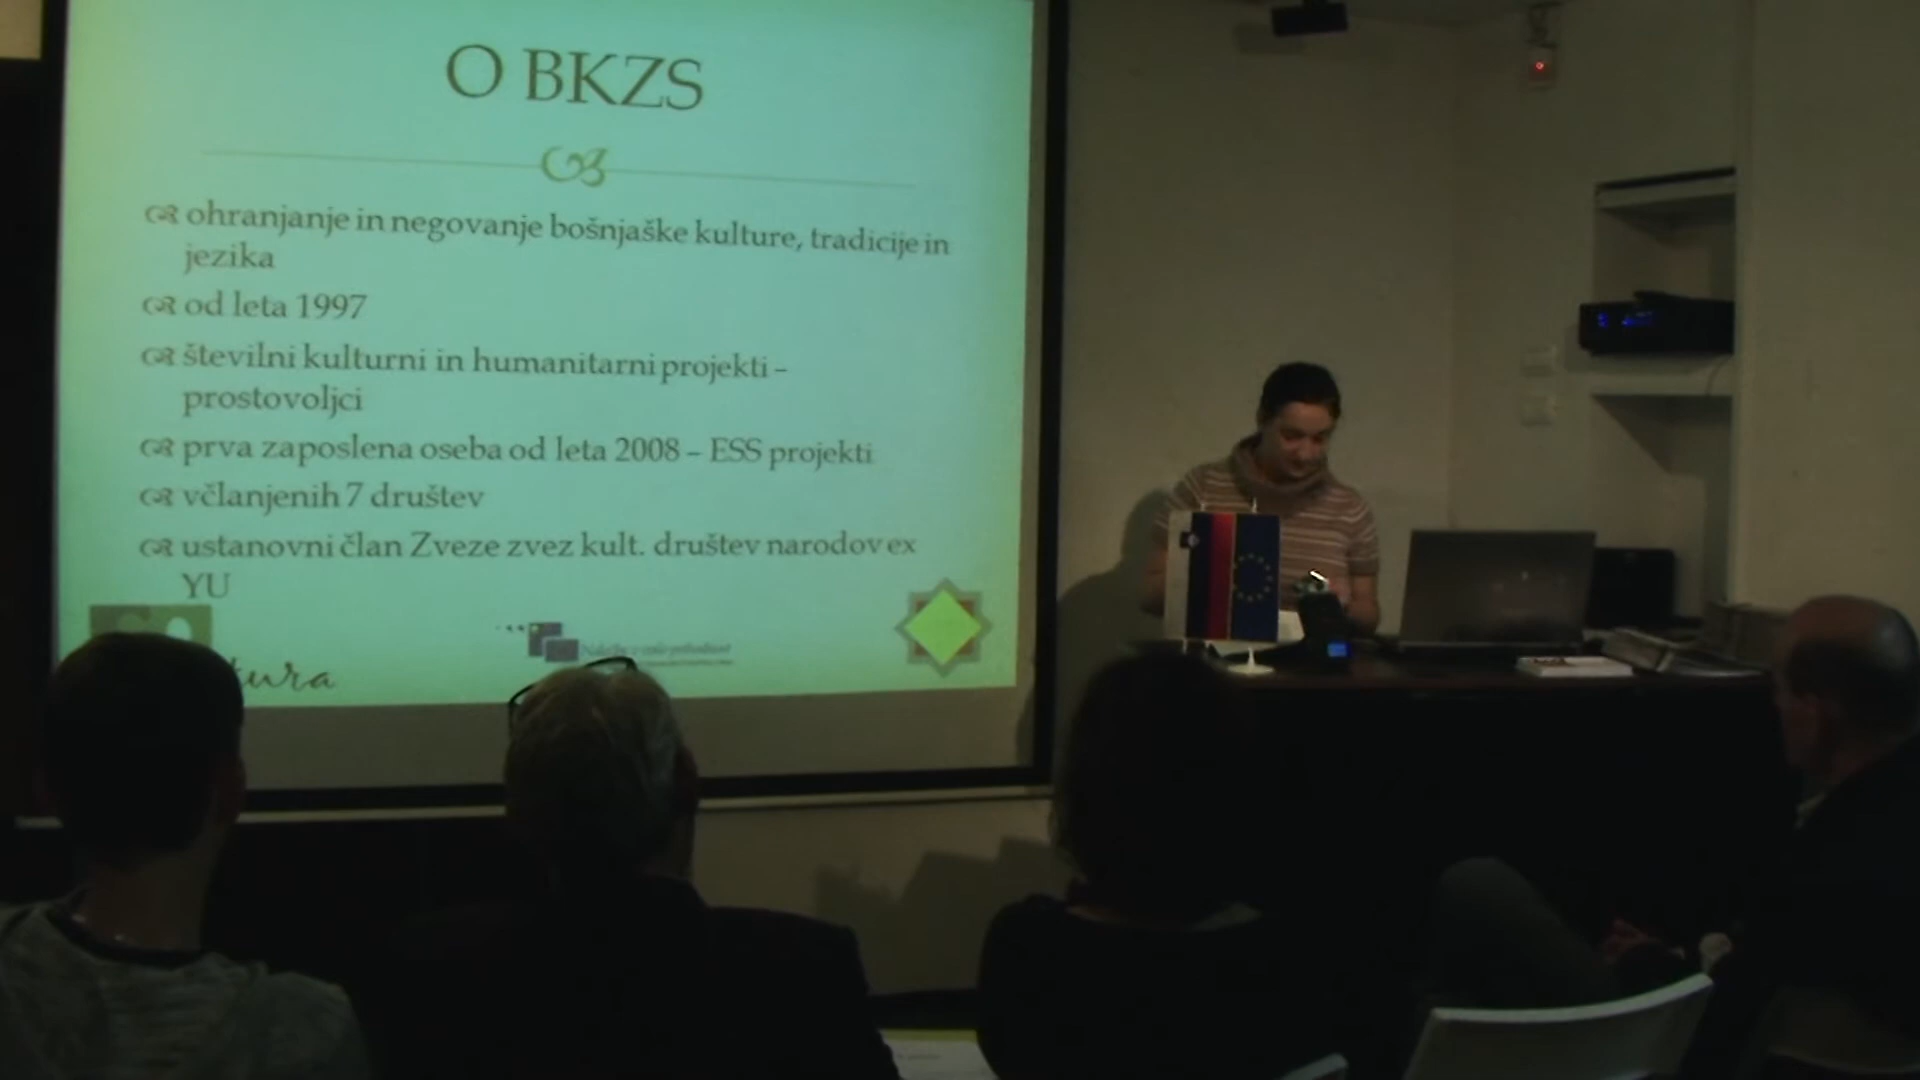 O BKZS
ohranjanje in negovanje bošnjaške kulture, tradicije in
jezika
od leta 1997
številni kulturni in humanitarni projekti –
prostovoljci
prva zaposlena oseba od leta 2008 – ESS projekti
včlanjenih 7 društev
ustanovni član Zveze zvez kult. društev narodov ex
YU